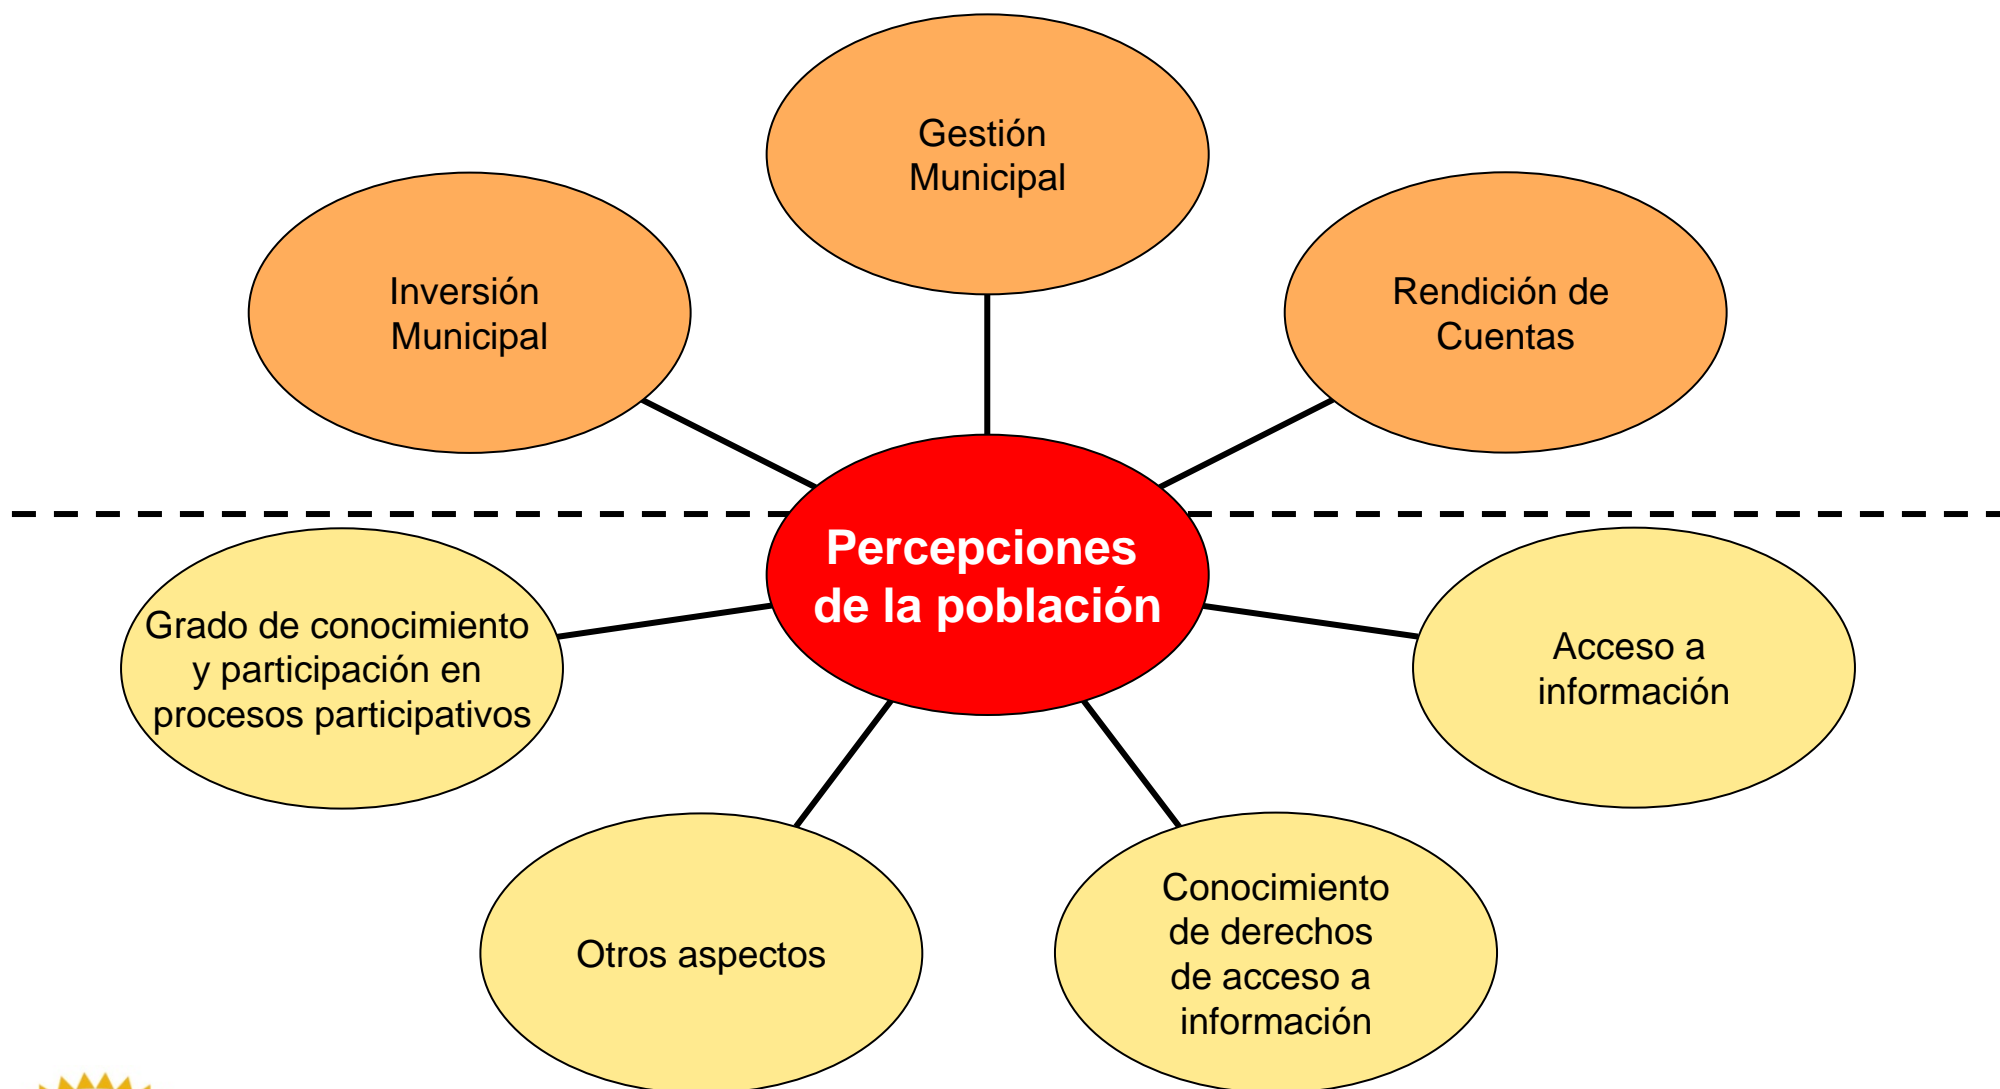 Gestión
Municipal
Inversión
Municipal
Rendición de
Cuentas
Percepciones
de la población
Grado de conocimiento
y participación en
procesos participativos
Acceso a
información
Otros aspectos
Conocimiento
de derechos
de acceso a
información